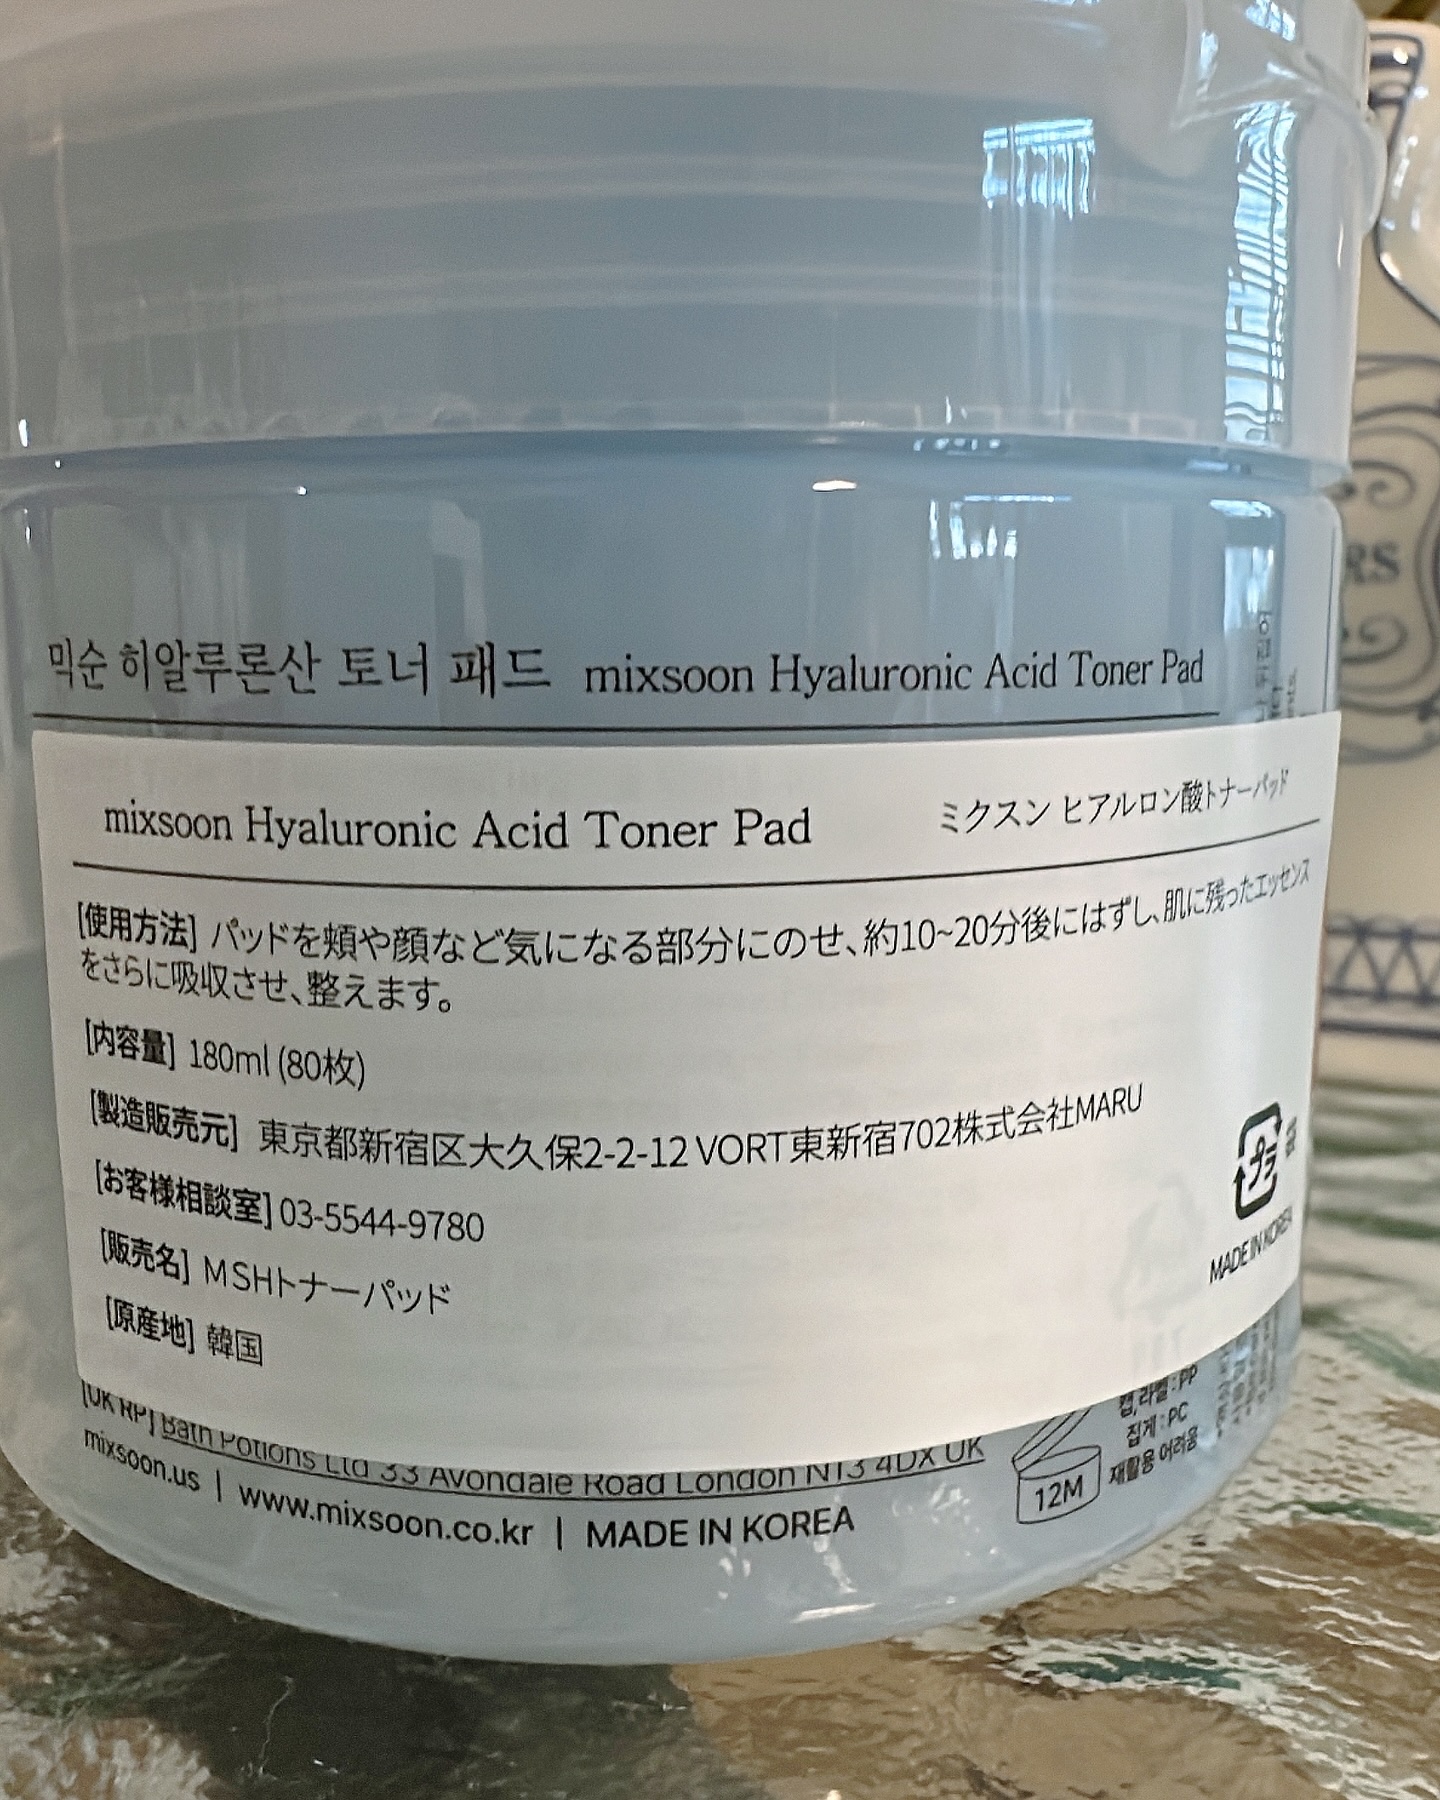 믹순 히알루론산 토너 패드 mixsoon Hyaluronic Acid Toner Pad
mixsoon Hyaluronic Acid Toner Pad ミクスン ヒアルロン酸トナーパッド
[使用方法] パッドを頬や顔など気になる部分にのせ、約10~20分後にはずし、肌に残ったエッセンス
をさらに吸収させ、整えます。
[内容量] 180ml (80枚)
[製造販売元] 東京都新宿区大久保2-2-12 VORT東新宿702株式会社MARU
[お客様相談室] 03-5544-9780
[販売名] MSHトナーパッド
[原産地] 韓国
プラ
MADE IN KOREA
[UK RP] Bath Potions Ltd 33 Avondale Road London N13 4DX UK
mixsoon.us | www.mixsoon.co.kr | MADE IN KOREA
12M
캡,라벨 : PP
집게 : PC
재활용 어려움
RS